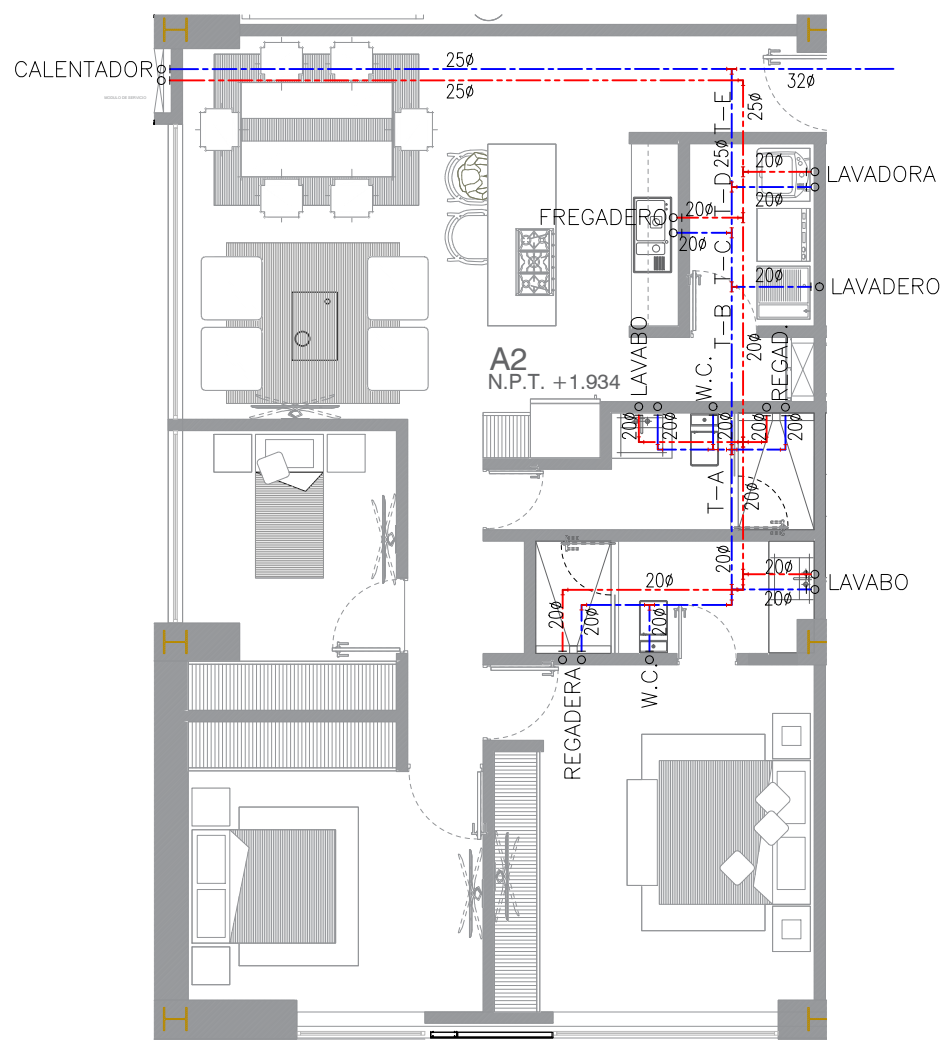 25ø
CALENTADOR
32ø
25ø
25ø
T-E
25ø
20ø
LAVADORA
T-D
20ø
FREGADERO
20ø
20ø
T-C
20ø
LAVADERO
T-B
LAVABO
20ø
REGAD.
W.C.
A2
N.P.T. +1.934
20ø
20ø
20ø
20ø
20ø
T-A
20ø
20ø
20ø
20ø
LAVABO
20ø
20ø
20ø
20ø
REGADERA
W.C.